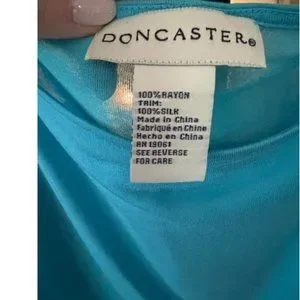 DONCASTER®
100%RAYON
TRIM:
100%SILK
Made in China
Fabriqué en Chine
Hecho en China
RN 19061
SEE REVERSE
FOR CARE